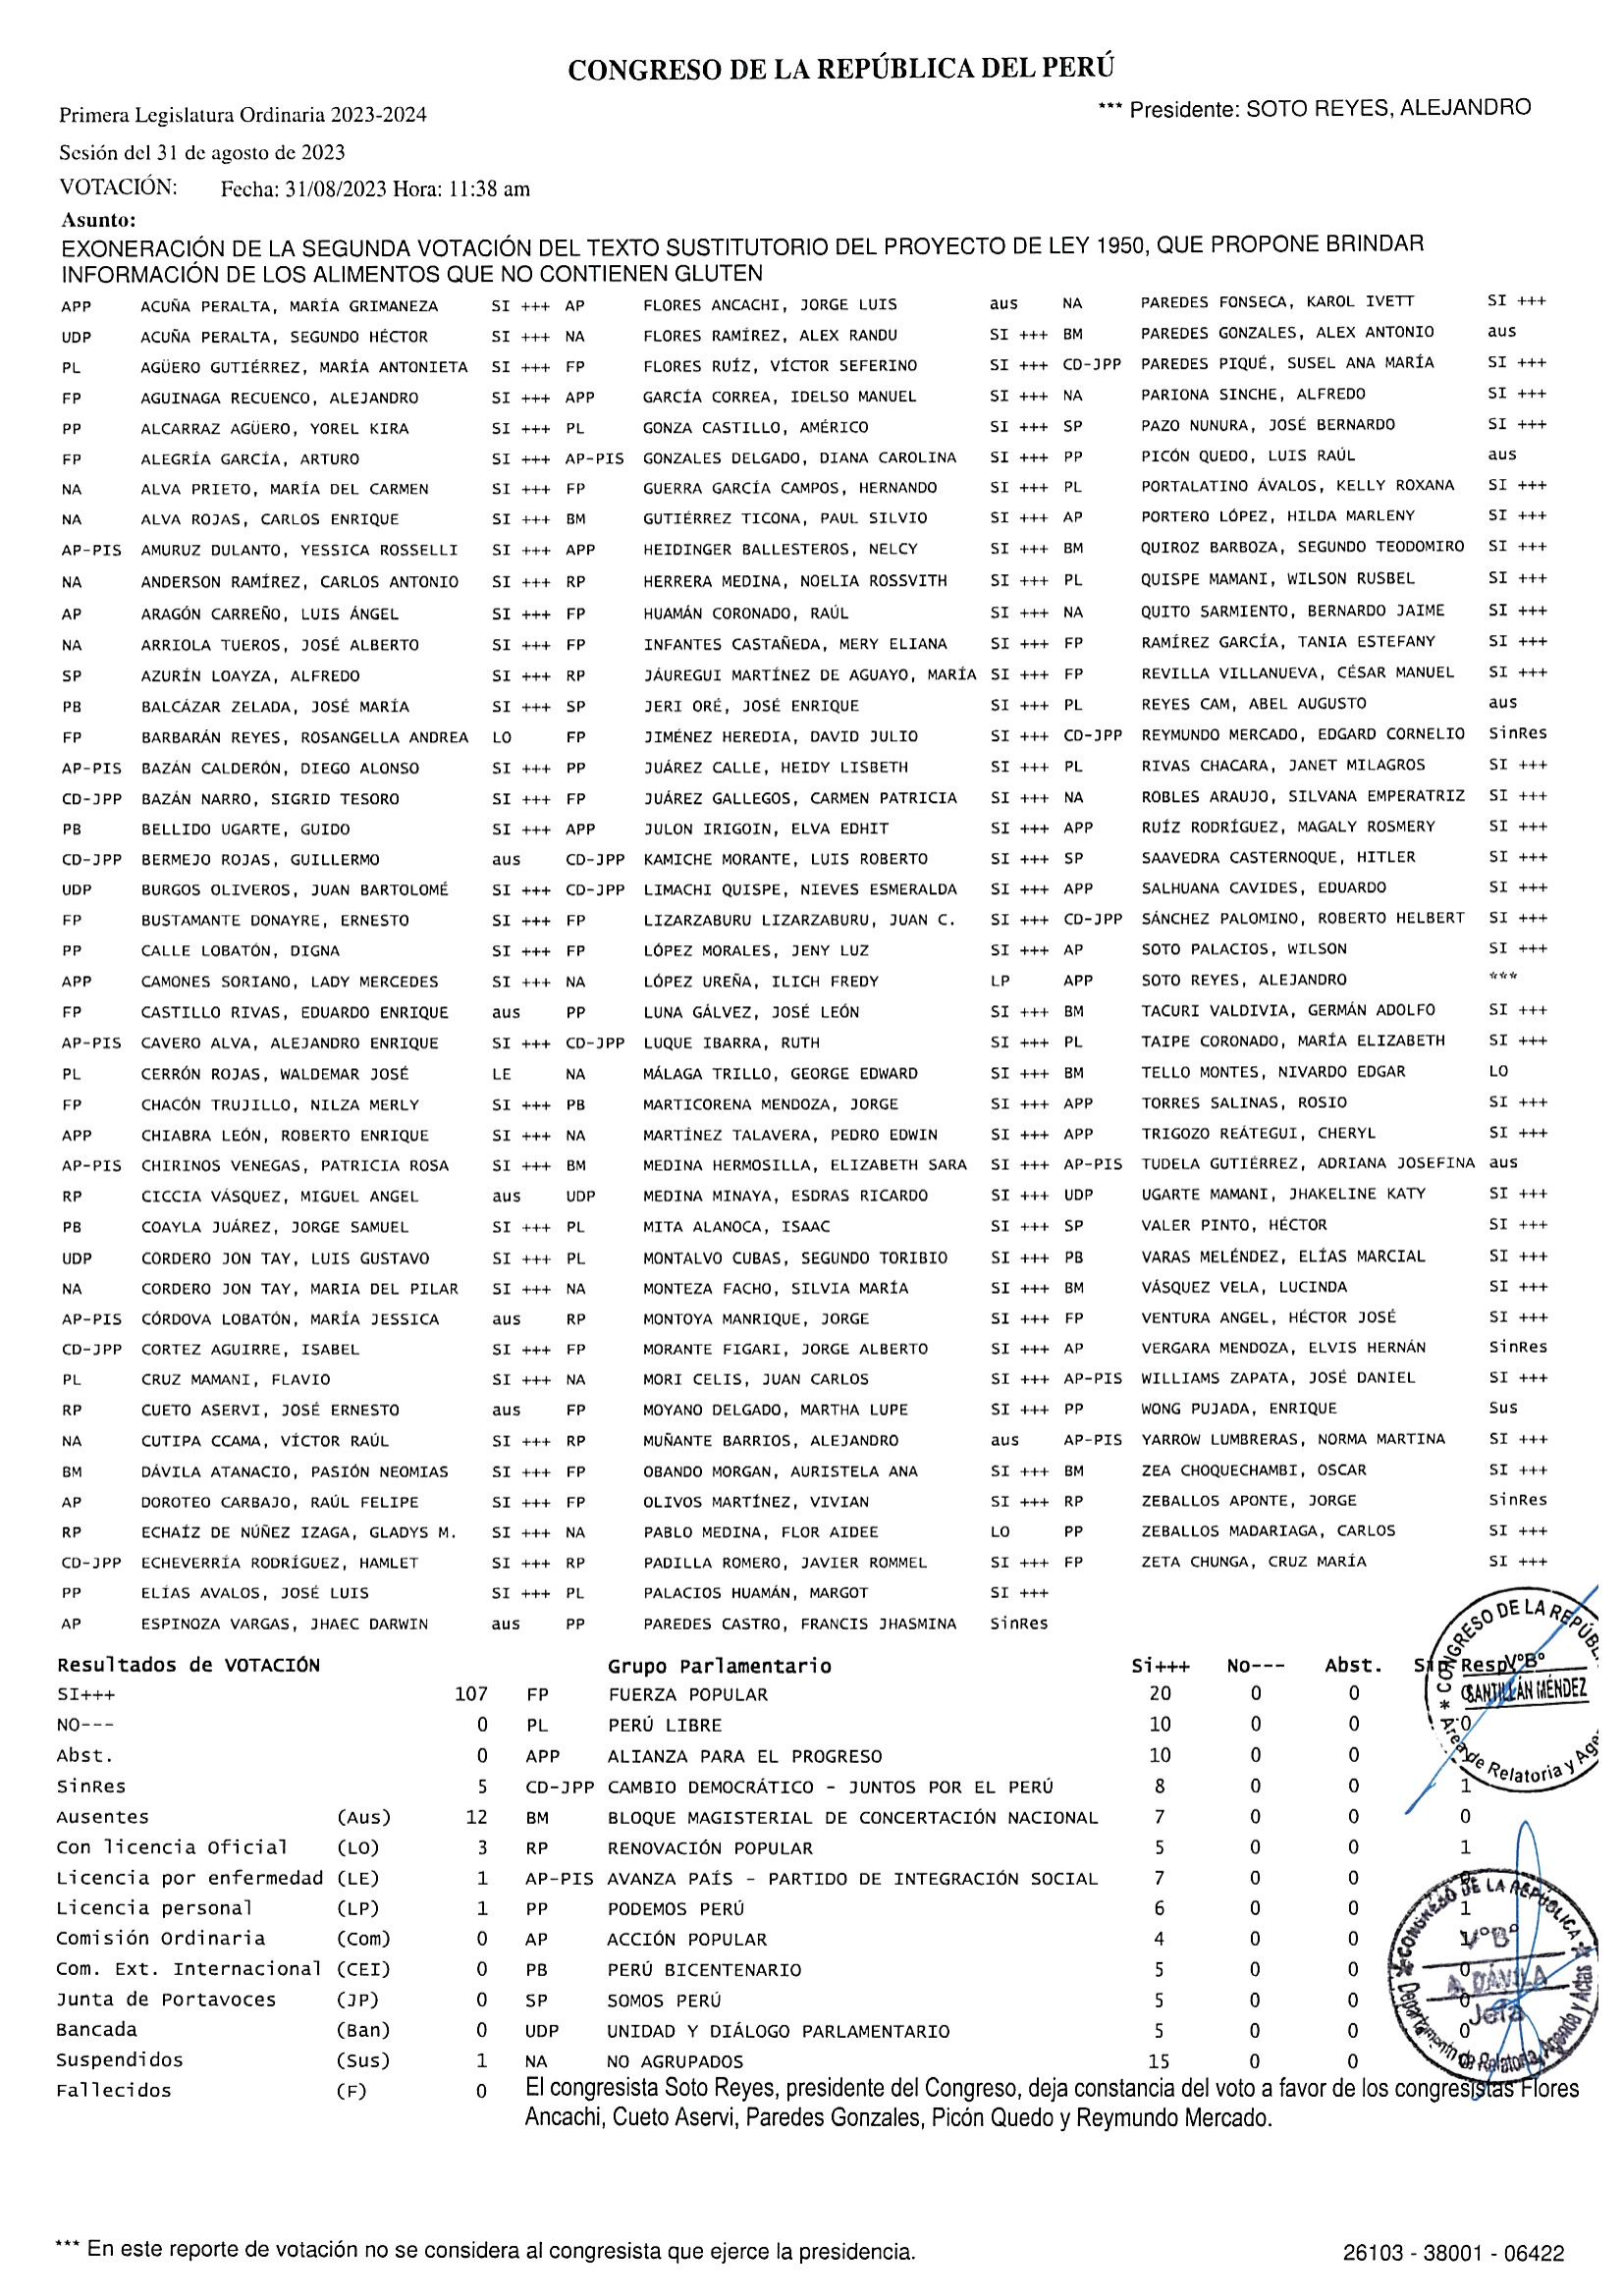 CONGRESO DE LA REPÚBLICA DEL PERÚ
Primera Legislatura Ordinaria 2023-2024 *** Presidente: SOTO REYES, ALEJANDRO
Sesión del 31 de agosto de 2023
VOTACIÓN: Fecha: 31/08/2023 Hora: 11:38 am
Asunto:
EXONERACIÓN DE LA SEGUNDA VOTACIÓN DEL TEXTO SUSTITUTORIO DEL PROYECTO DE LEY 1950, QUE PROPONE BRINDAR
INFORMACIÓN DE LOS ALIMENTOS QUE NO CONTIENEN GLUTEN
APP ACUÑA PERALTA, MARÍA GRIMANEZA SI +++ AP FLORES ANCACHI, JORGE LUIS aus NA PAREDES FONSECA, KAROL IVETT SI +++
UDP ACUÑA PERALTA, SEGUNDO HÉCTOR SI +++ NA FLORES RAMÍREZ, ALEX RANDU SI +++ BM PAREDES GONZALES, ALEX ANTONIO aus
PL AGÜERO GUTIÉRREZ, MARÍA ANTONIETA SI +++ FP FLORES RUÍZ, VÍCTOR SEFERINO SI +++ CD-JPP PAREDES PIQUÉ, SUSEL ANA MARÍA SI +++
FP AGUINAGA RECUENCO, ALEJANDRO SI +++ APP GARCÍA CORREA, IDELSO MANUEL SI +++ NA PARIONA SINCHE, ALFREDO SI +++
PP ALCARRAZ AGÜERO, YOREL KIRA SI +++ PL GONZA CASTILLO, AMÉRICO SI +++ SP PAZO NUNURA, JOSÉ BERNARDO SI +++
FP ALEGRÍA GARCÍA, ARTURO SI +++ AP-PIS GONZALES DELGADO, DIANA CAROLINA SI +++ PP PICÓN QUEDO, LUIS RAÚL aus
NA ALVA PRIETO, MARÍA DEL CARMEN SI +++ FP GUERRA GARCÍA CAMPOS, HERNANDO SI +++ PL PORTALATINO ÁVALOS, KELLY ROXANA SI +++
NA ALVA ROJAS, CARLOS ENRIQUE SI +++ BM GUTIÉRREZ TICONA, PAUL SILVIO SI +++ AP PORTERO LÓPEZ, HILDA MARLENY SI +++
AP-PIS AMURUZ DULANTO, YESSICA ROSSELLI SI +++ APP HEIDINGER BALLESTEROS, NELCY SI +++ BM QUIROZ BARBOZA, SEGUNDO TEODOMIRO SI +++
NA ANDERSON RAMÍREZ, CARLOS ANTONIO SI +++ RP HERRERA MEDINA, NOELIA ROSSVITH SI +++ PL QUISPE MAMANI, WILSON RUSBEL SI +++
AP ARAGÓN CARREÑO, LUIS ÁNGEL SI +++ FP HUAMÁN CORONADO, RAÚL SI +++ NA QUITO SARMIENTO, BERNARDO JAIME SI +++
NA ARRIOLA TUEROS, JOSÉ ALBERTO SI +++ FP INFANTES CASTAÑEDA, MERY ELIANA SI +++ FP RAMÍREZ GARCÍA, TANIA ESTEFANY SI +++
SP AZURÍN LOAYZA, ALFREDO SI +++ RP JÁUREGUI MARTÍNEZ DE AGUAYO, MARÍA SI +++ FP REVILLA VILLANUEVA, CÉSAR MANUEL SI +++
PB BALCÁZAR ZELADA, JOSÉ MARÍA SI +++ SP JERI ORÉ, JOSÉ ENRIQUE SI +++ PL REYES CAM, ABEL AUGUSTO aus
FP BARBARÁN REYES, ROSANGELLA ANDREA LO FP JIMÉNEZ HEREDIA, DAVID JULIO SI +++ CD-JPP REYMUNDO MERCADO, EDGARD CORNELIO SinRes
AP-PIS BAZÁN CALDERÓN, DIEGO ALONSO SI +++ PP JUÁREZ CALLE, HEIDY LISBETH SI +++ PL RIVAS CHACARA, JANET MILAGROS SI +++
CD-JPP BAZÁN NARRO, SIGRID TESORO SI +++ FP JUÁREZ GALLEGOS, CARMEN PATRICIA SI +++ NA ROBLES ARAUJO, SILVANA EMPERATRIZ SI +++
PB BELLIDO UGARTE, GUIDO SI +++ APP JULON IRIGOIN, ELVA EDHIT SI +++ APP RUÍZ RODRÍGUEZ, MAGALY ROSMERY SI +++
CD-JPP BERMEJO ROJAS, GUILLERMO aus CD-JPP KAMICHE MORANTE, LUIS ROBERTO SI +++ SP SAAVEDRA CASTERNOQUE, HITLER SI +++
UDP BURGOS OLIVEROS, JUAN BARTOLOMÉ SI +++ CD-JPP LIMACHI QUISPE, NIEVES ESMERALDA SI +++ APP SALHUANA CAVIDES, EDUARDO SI +++
FP BUSTAMANTE DONAYRE, ERNESTO SI +++ FP LIZARZABURU LIZARZABURU, JUAN C. SI +++ CD-JPP SÁNCHEZ PALOMINO, ROBERTO HELBERT SI +++
PP CALLE LOBATÓN, DIGNA SI +++ FP LÓPEZ MORALES, JENY LUZ SI +++ AP SOTO PALACIOS, WILSON SI +++
APP CAMONES SORIANO, LADY MERCEDES SI +++ NA LÓPEZ UREÑA, ILICH FREDY LP APP SOTO REYES, ALEJANDRO ***
FP CASTILLO RIVAS, EDUARDO ENRIQUE aus PP LUNA GÁLVEZ, JOSÉ LEÓN SI +++ BM TACURI VALDIVIA, GERMÁN ADOLFO SI +++
AP-PIS CAVERO ALVA, ALEJANDRO ENRIQUE SI +++ CD-JPP LUQUE IBARRA, RUTH SI +++ PL TAIPE CORONADO, MARÍA ELIZABETH SI +++
PL CERRÓN ROJAS, WALDEMAR JOSÉ LE NA MÁLAGA TRILLO, GEORGE EDWARD SI +++ BM TELLO MONTES, NIVARDO EDGAR LO
FP CHACÓN TRUJILLO, NILZA MERLY SI +++ PB MARTICORENA MENDOZA, JORGE SI +++ APP TORRES SALINAS, ROSIO SI +++
APP CHIABRA LEÓN, ROBERTO ENRIQUE SI +++ NA MARTÍNEZ TALAVERA, PEDRO EDWIN SI +++ APP TRIGOZO REÁTEGUI, CHERYL SI +++
AP-PIS CHIRINOS VENEGAS, PATRICIA ROSA SI +++ BM MEDINA HERMOSILLA, ELIZABETH SARA SI +++ AP-PIS TUDELA GUTIÉRREZ, ADRIANA JOSEFINA aus
RP CICCIA VÁSQUEZ, MIGUEL ANGEL aus UDP MEDINA MINAYA, ESDRAS RICARDO SI +++ UDP UGARTE MAMANI, JHAKELINE KATY SI +++
PB COAYLA JUÁREZ, JORGE SAMUEL SI +++ PL MITA ALANOCA, ISAAC SI +++ SP VALER PINTO, HÉCTOR SI +++
UDP CORDERO JON TAY, LUIS GUSTAVO SI +++ PL MONTALVO CUBAS, SEGUNDO TORIBIO SI +++ PB VARAS MELÉNDEZ, ELÍAS MARCIAL SI +++
NA CORDERO JON TAY, MARIA DEL PILAR SI +++ NA MONTEZA FACHO, SILVIA MARÍA SI +++ BM VÁSQUEZ VELA, LUCINDA SI +++
AP-PIS CÓRDOVA LOBATÓN, MARÍA JESSICA aus RP MONTOYA MANRIQUE, JORGE SI +++ FP VENTURA ANGEL, HÉCTOR JOSÉ SI +++
CD-JPP CORTEZ AGUIRRE, ISABEL SI +++ FP MORANTE FIGARI, JORGE ALBERTO SI +++ AP VERGARA MENDOZA, ELVIS HERNÁN SinRes
PL CRUZ MAMANI, FLAVIO SI +++ NA MORI CELIS, JUAN CARLOS SI +++ AP-PIS WILLIAMS ZAPATA, JOSÉ DANIEL SI +++
RP CUETO ASERVI, JOSÉ ERNESTO aus FP MOYANO DELGADO, MARTHA LUPE SI +++ PP WONG PUJADA, ENRIQUE Sus
NA CUTIPA CCAMA, VÍCTOR RAÚL SI +++ RP MUÑANTE BARRIOS, ALEJANDRO aus AP-PIS YARROW LUMBRERAS, NORMA MARTINA SI +++
BM DÁVILA ATANACIO, PASIÓN NEOMIAS SI +++ FP OBANDO MORGAN, AURISTELA ANA SI +++ BM ZEA CHOQUECHAMBI, OSCAR SI +++
AP DOROTEO CARBAJO, RAÚL FELIPE SI +++ FP OLIVOS MARTÍNEZ, VIVIAN SI +++ RP ZEBALLOS APONTE, JORGE SinRes
RP ECHAÍZ DE NÚÑEZ IZAGA, GLADYS M. SI +++ NA PABLO MEDINA, FLOR AIDEE LO PP ZEBALLOS MADARIAGA, CARLOS SI +++
CD-JPP ECHEVERRÍA RODRÍGUEZ, HAMLET SI +++ RP PADILLA ROMERO, JAVIER ROMMEL SI +++ FP ZETA CHUNGA, CRUZ MARÍA SI +++
PP ELÍAS AVALOS, JOSÉ LUIS SI +++ PL PALACIOS HUAMÁN, MARGOT SI +++
AP ESPINOZA VARGAS, JHAEC DARWIN aus PP PAREDES CASTRO, FRANCIS JHASMINA SinRes
CONGRESO DE LA REPÚB
V°B°
SANTILLÁN MÉNDEZ
Área de Relatoria y Age
Resultados de VOTACIÓN Grupo Parlamentario Si+++ No--- Abst. Sin Resp
SI+++ 107 FP FUERZA POPULAR 20 0 0 0
NO--- 0 PL PERÚ LIBRE 10 0 0 0
Abst. 0 APP ALIANZA PARA EL PROGRESO 10 0 0
SinRes 5 CD-JPP CAMBIO DEMOCRÁTICO - JUNTOS POR EL PERÚ 8 0 0 1
Ausentes (Aus) 12 BM BLOQUE MAGISTERIAL DE CONCERTACIÓN NACIONAL 7 0 0 0
Con licencia Oficial (LO) 3 RP RENOVACIÓN POPULAR 5 0 0 1
Licencia por enfermedad (LE) 1 AP-PIS AVANZA PAÍS - PARTIDO DE INTEGRACIÓN SOCIAL 7 0 0
Licencia personal (LP) 1 PP PODEMOS PERÚ 6 0 0 1
Comisión Ordinaria (Com) 0 AP ACCIÓN POPULAR 4 0 0 1
Com. Ext. Internacional (CEI) 0 PB PERÚ BICENTENARIO 5 0 0 0
Junta de Portavoces (JP) 0 SP SOMOS PERÚ 5 0 0 0
Bancada (Ban) 0 UDP UNIDAD Y DIÁLOGO PARLAMENTARIO 5 0 0 0
Suspendidos (Sus) 1 NA NO AGRUPADOS 15 0 0
Fallecidos (F) 0
CONGRESO DE LA REPÚBLICA
V°B°
A. DÁVILA
Jefa
Departamento de Relatoria, Agenda y Actas
El congresista Soto Reyes, presidente del Congreso, deja constancia del voto a favor de los congresistas Flores
Ancachi, Cueto Aservi, Paredes Gonzales, Picón Quedo y Reymundo Mercado.
*** En este reporte de votación no se considera al congresista que ejerce la presidencia. 26103 - 38001 - 06422